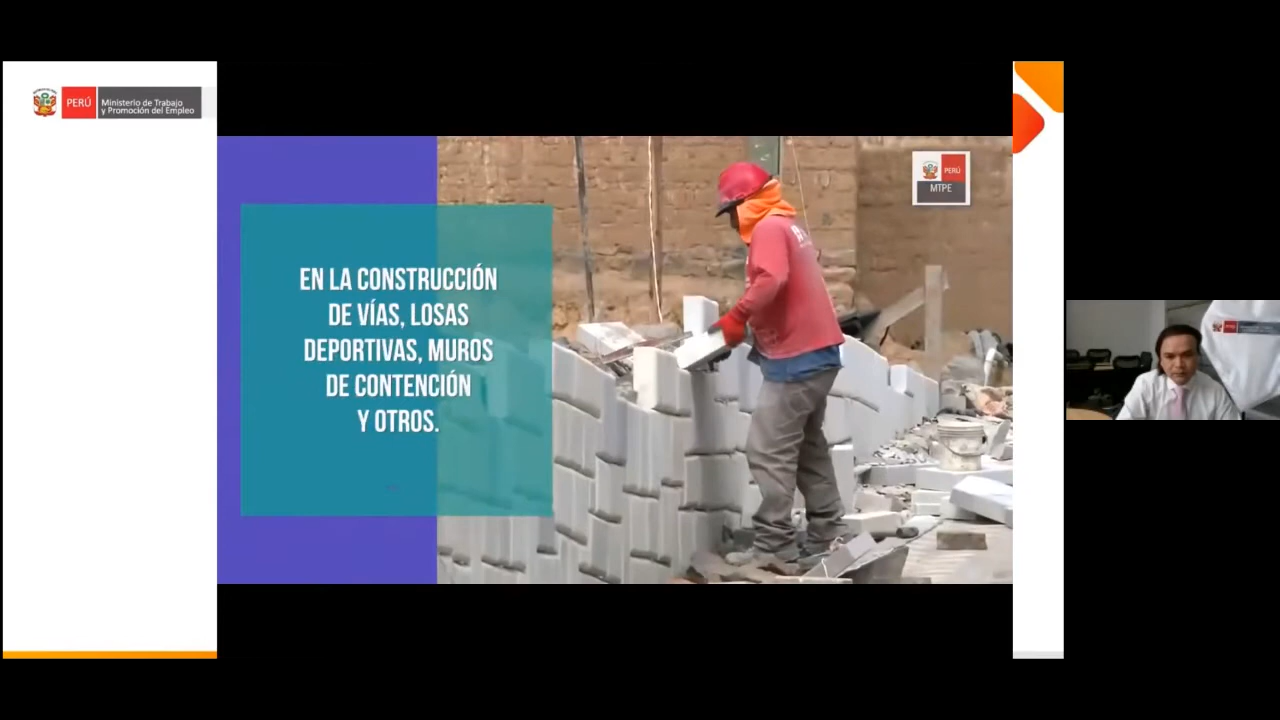 PERÚ
Ministerio de Trabajo
y Promoción del Empleo
EN LA CONSTRUCCIÓN
DE VÍAS, LOSAS
DEPORTIVAS, MUROS
DE CONTENCIÓN
Y OTROS.
PERÚ
MTPE